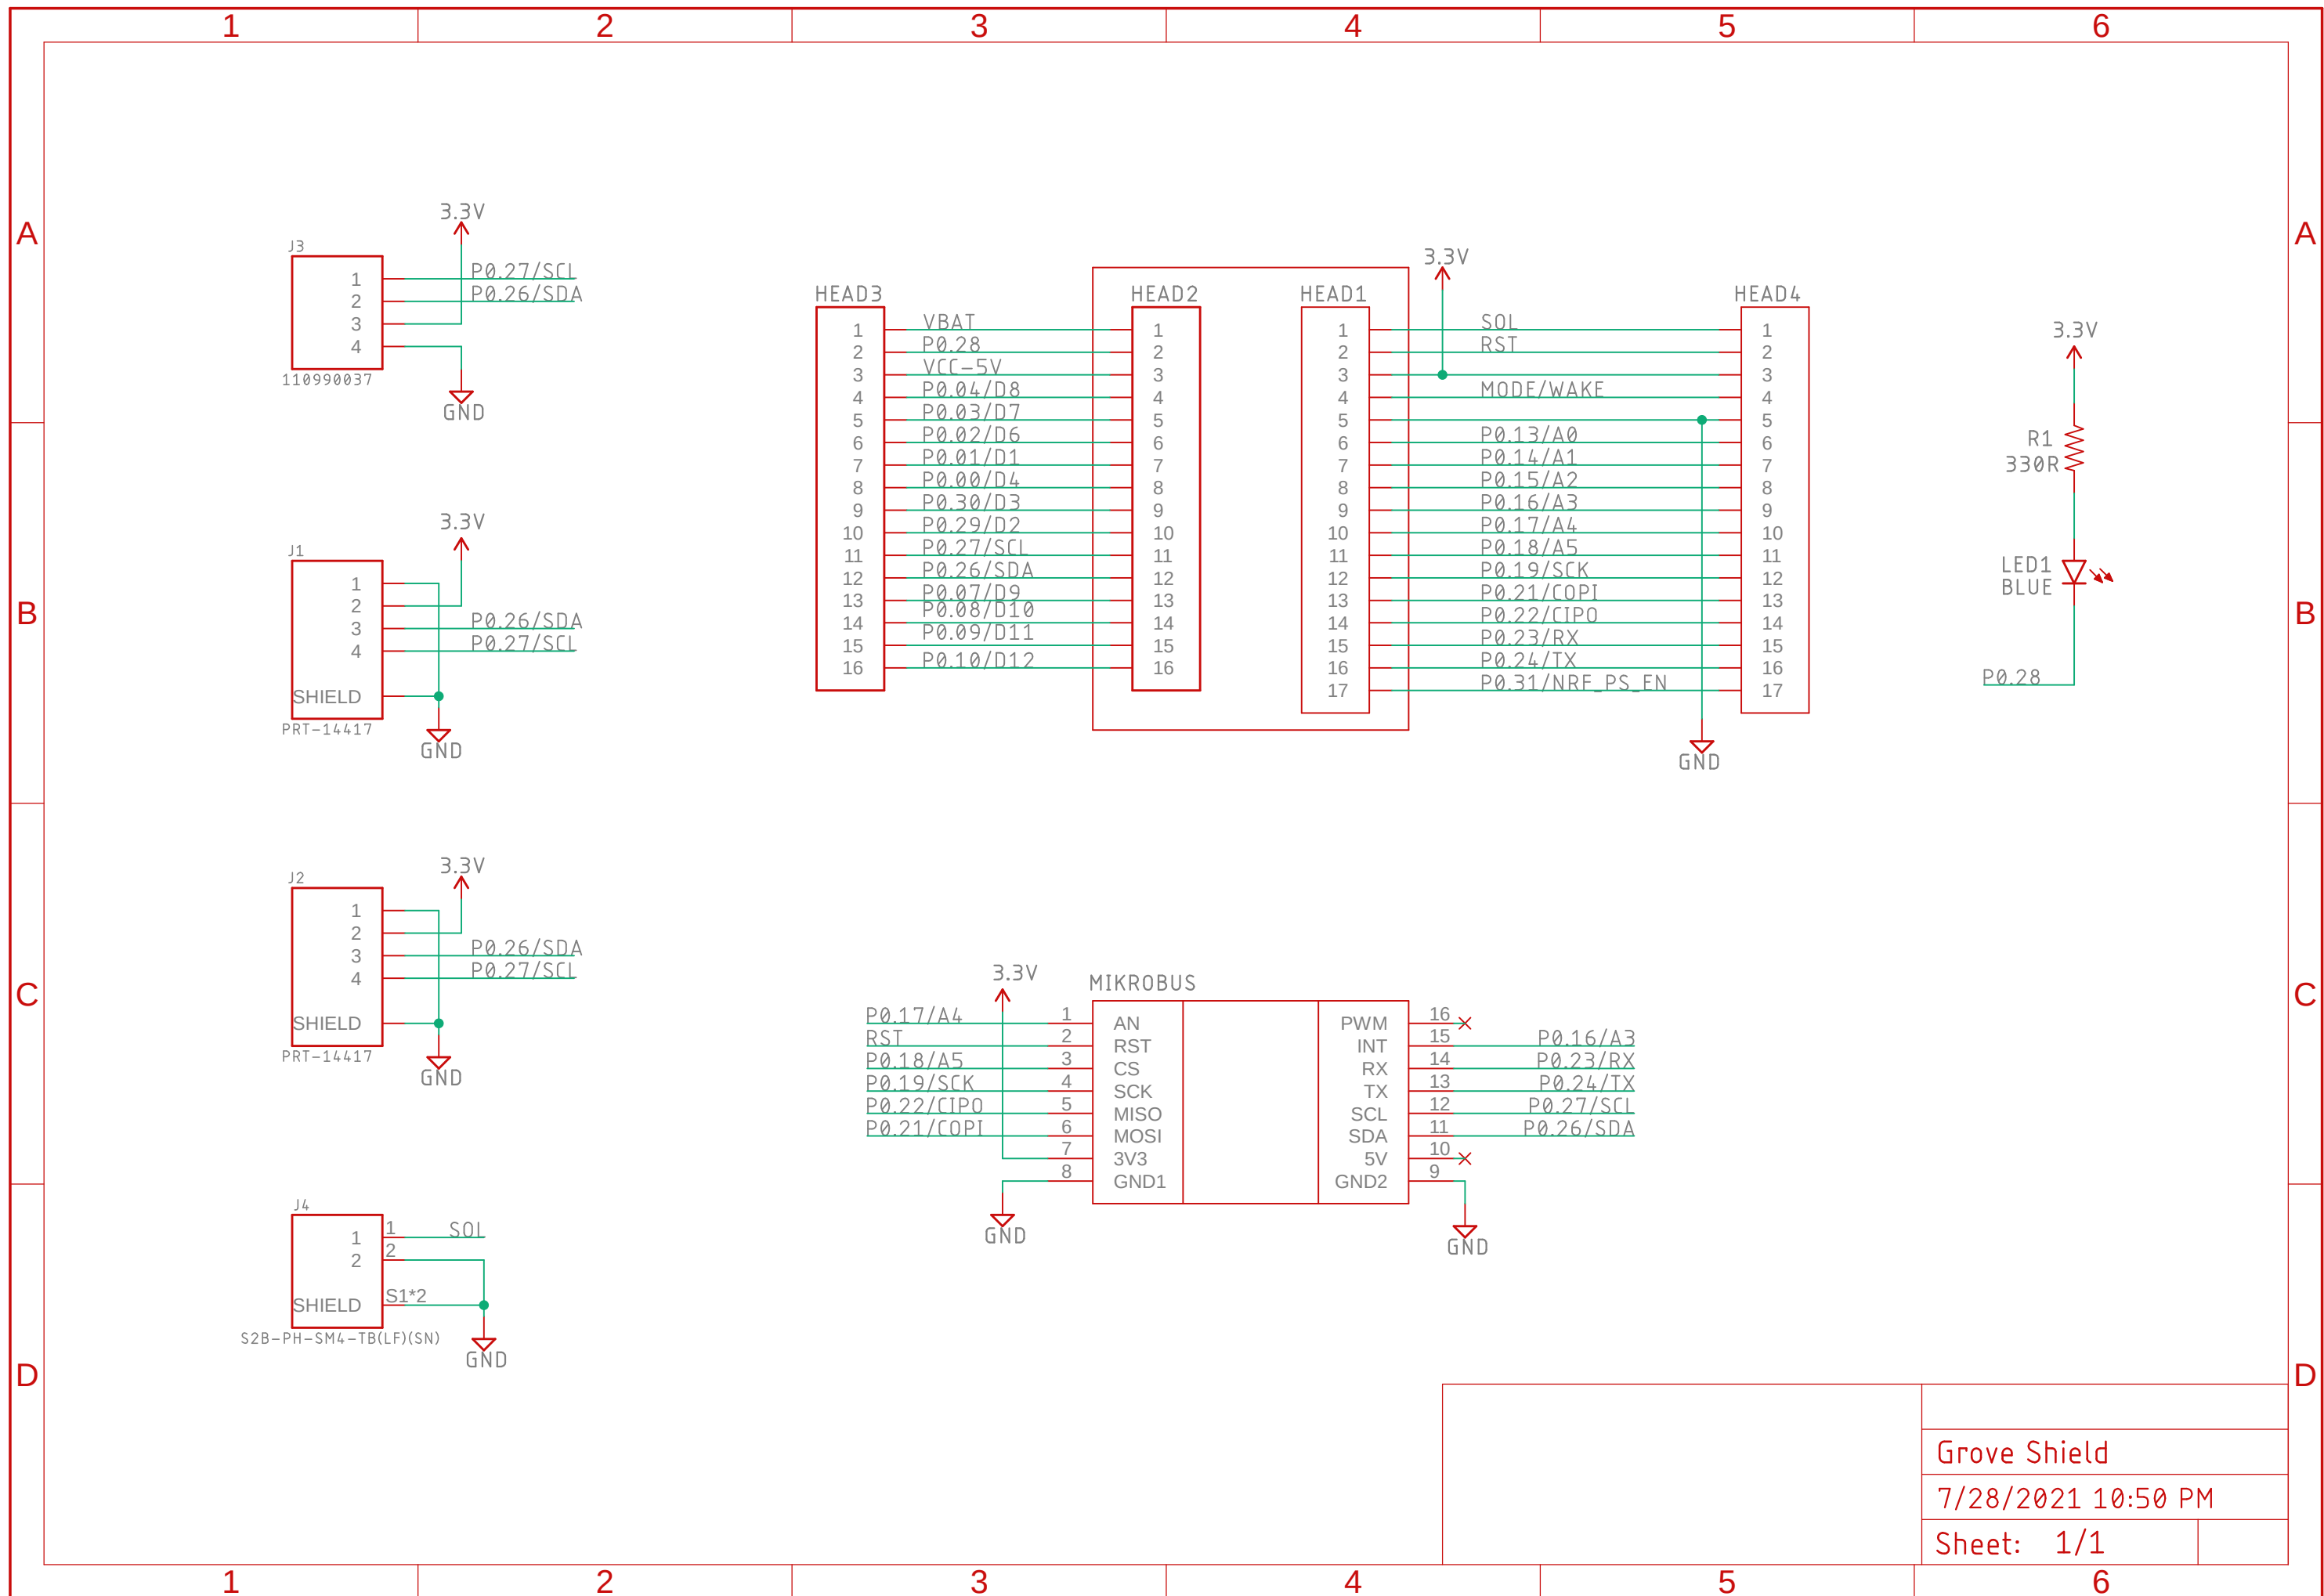 1 2 3 4 5 6
A A
B B
C C
D D
3.3V
J3
1 P0.27/SCL
2 P0.26/SDA
3
4
110990037
GND
3.3V
J1
1
2
3 P0.26/SDA
4 P0.27/SCL
SHIELD
PRT-14417
GND
3.3V
J2
1
2
3 P0.26/SDA
4 P0.27/SCL
SHIELD
PRT-14417
GND
J4
1 1 SOL
2 2
SHIELD S1*2
S2B-PH-SM4-TB(LF)(SN)
GND
HEAD3 HEAD2
1 VBAT 1
2 P0.28 2
3 VCC-5V 3
4 P0.04/D8 4
5 P0.03/D7 5
6 P0.02/D6 6
7 P0.01/D1 7
8 P0.00/D4 8
9 P0.30/D3 9
10 P0.29/D2 10
11 P0.27/SCL 11
12 P0.26/SDA 12
13 P0.07/D9 13
14 P0.08/D10 14
15 P0.09/D11 15
16 P0.10/D12 16
3.3V
HEAD1 HEAD4
1 SOL 1
2 RST 2
3 3
4 MODE/WAKE 4
5 5
6 P0.13/A0 6
7 P0.14/A1 7
8 P0.15/A2 8
9 P0.16/A3 9
10 P0.17/A4 10
11 P0.18/A5 11
12 P0.19/SCK 12
13 P0.21/COPI 13
14 P0.22/CIPO 14
15 P0.23/RX 15
16 P0.24/TX 16
17 P0.31/NRF_PS_EN 17
GND
3.3V
R1
330R
LED1
BLUE
P0.28
3.3V
MIKROBUS
P0.17/A4 1 AN PWM 16
RST 2 RST INT 15 P0.16/A3
P0.18/A5 3 CS RX 14 P0.23/RX
P0.19/SCK 4 SCK TX 13 P0.24/TX
P0.22/CIPO 5 MISO SCL 12 P0.27/SCL
P0.21/COPI 6 MOSI SDA 11 P0.26/SDA
7 3V3 5V 10
8 GND1 GND2 9
GND GND
Grove Shield
7/28/2021 10:50 PM
Sheet: 1/1
1 2 3 4 5 6